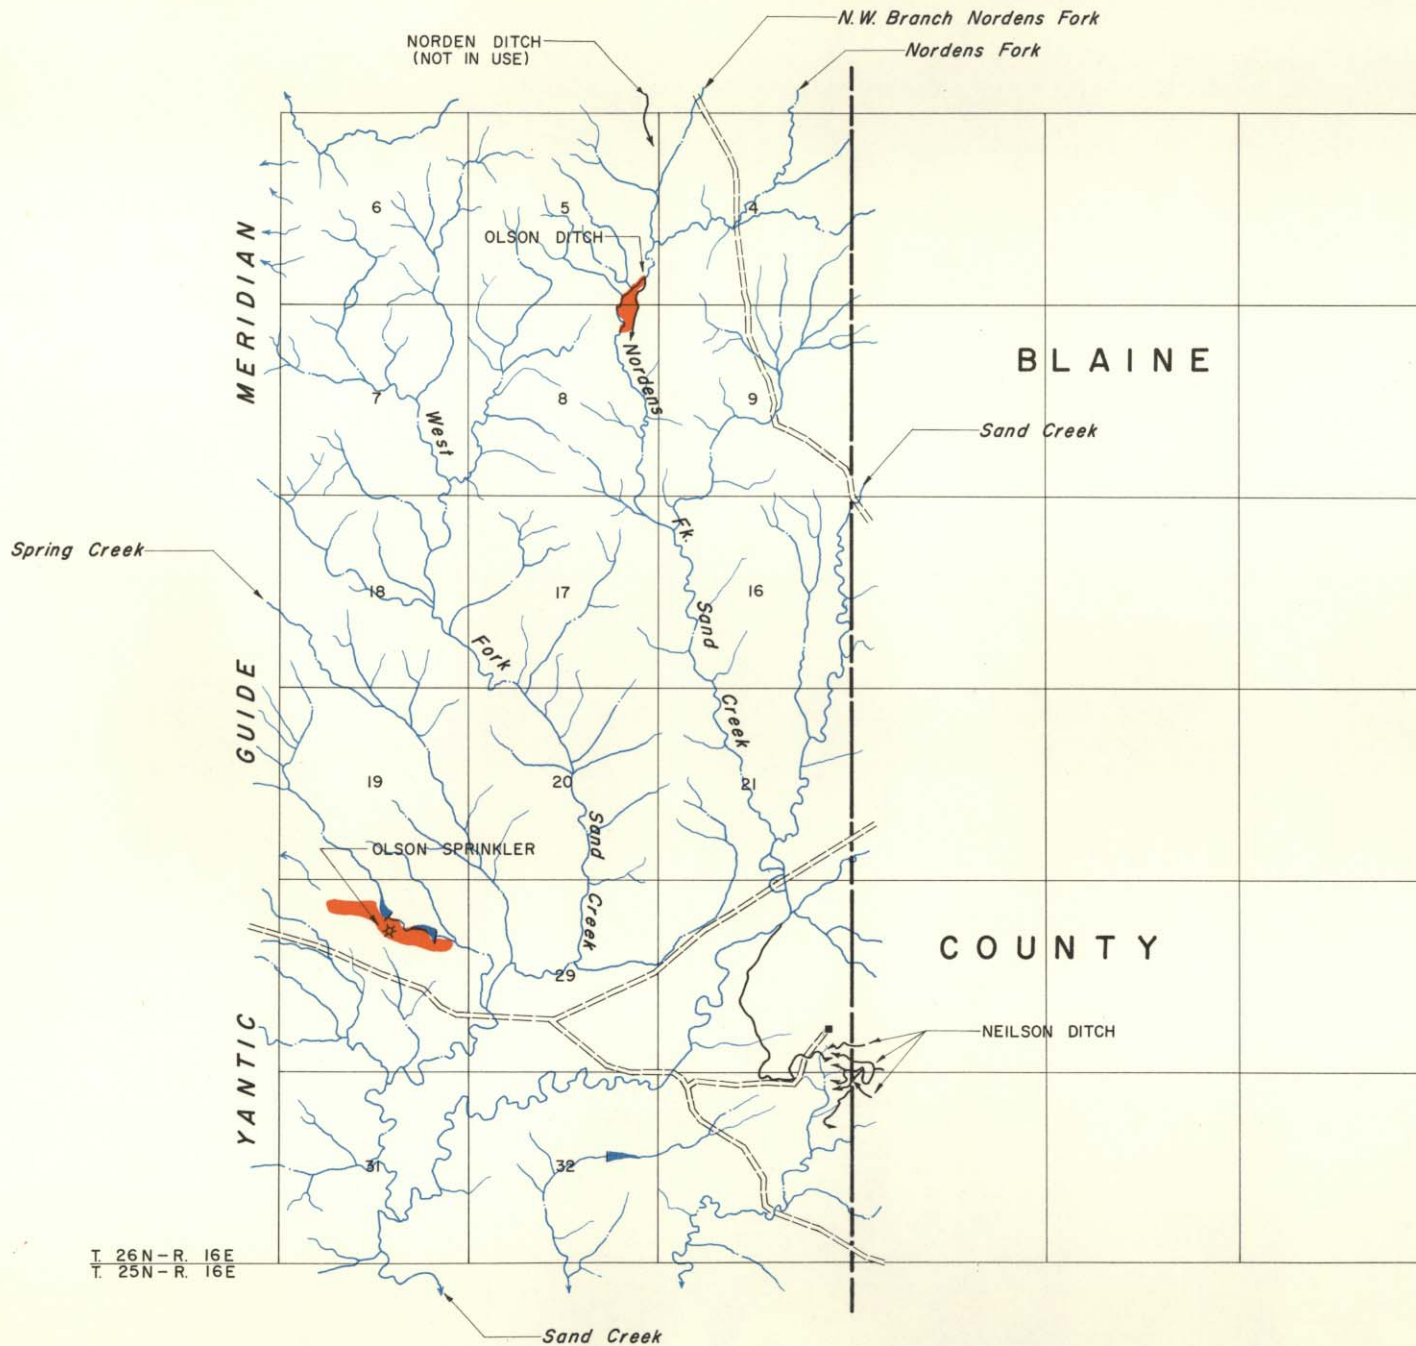 N.W. Branch Nordens Fork
NORDEN DITCH
(NOT IN USE)
Nordens Fork
6
5
4
OLSON DITCH
MERIDIAN
Nordens
BLAINE
7
8
9
West
Sand Creek
Fk.
Spring Creek
18
17
16
Sand
Fork
GUIDE
Creek
19
20
21
Sand
OLSON SPRINKLER
Creek
COUNTY
29
NEILSON DITCH
YANTIC
31
32
T. 26N-R. 16E
T. 25N-R. 16E
Sand Creek